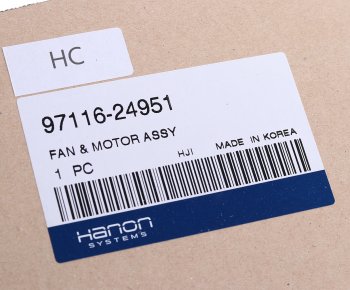 HC
97116-24951
FAN & MOTOR ASSY
1 PC HJI MADE IN KOREA
Hanon
SYSTEMS